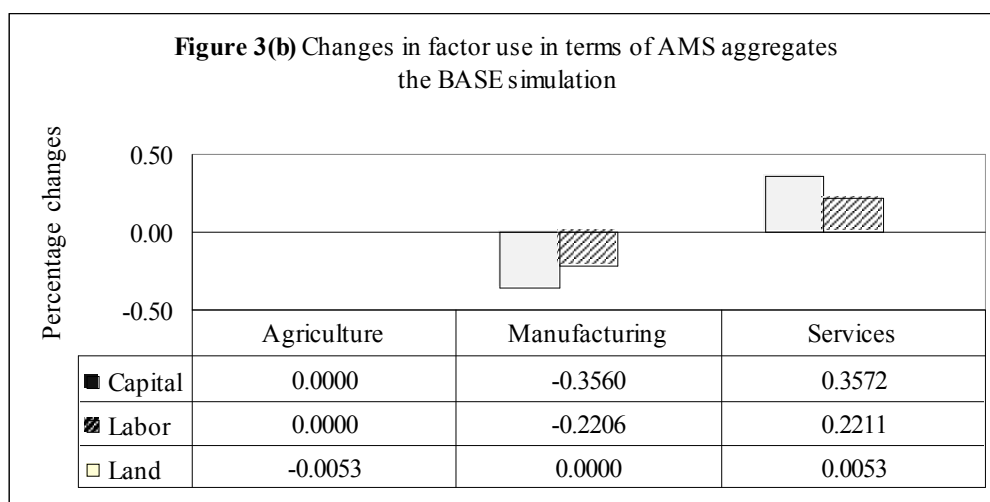 Figure 3(b) Changes in factor use in terms of AMS aggregates
the BASE simulation
Percentage changes
0.50
0.00
-0.50
Agriculture Manufacturing Services
Capital 0.0000 -0.3560 0.3572
Labor 0.0000 -0.2206 0.2211
Land -0.0053 0.0000 0.0053